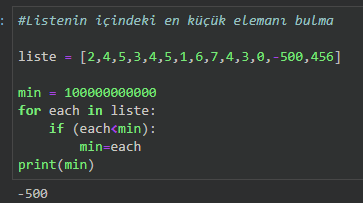 :
#Listenin içindeki en küçük elemanı bulma
liste = [2,4,5,3,4,5,1,6,7,4,3,0,-500,456]
min = 100000000000
for each in liste:
    if (each<min):
        min=each
print(min)
-500